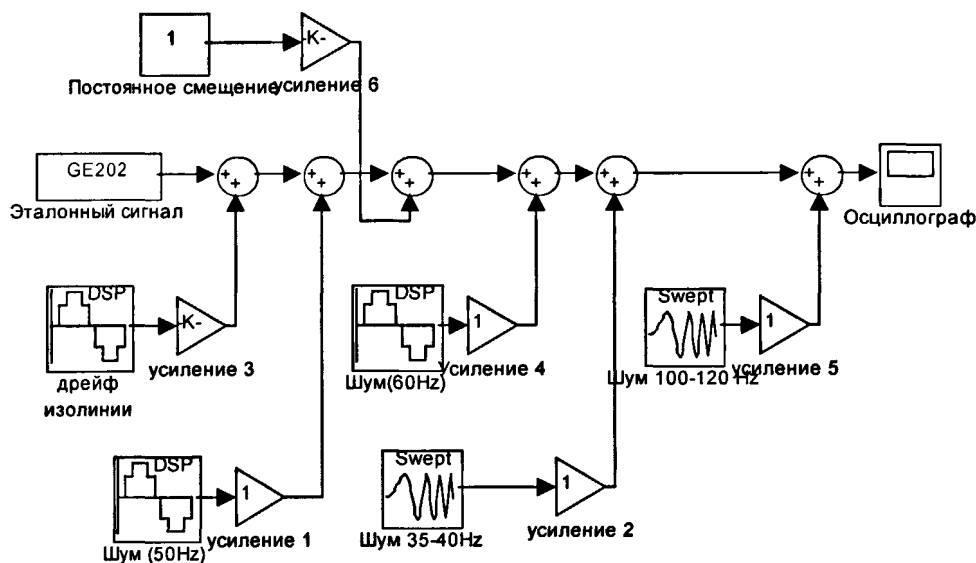 1
-K-
Постоянное смещение
усиление 6
GE202
Эталонный сигнал
+
+
+
+
+
+
+
+
+
+
+
+
Осциллограф
DSP
-K-
усиление 3
дрейф
изолинии
DSP
1
Усиление 4
Шум(60Hz)
Swept
1
усиление 5
Шум 100-120 Hz
DSP
1
усиление 1
Шум (50Hz)
Swept
1
усиление 2
Шум 35-40Hz